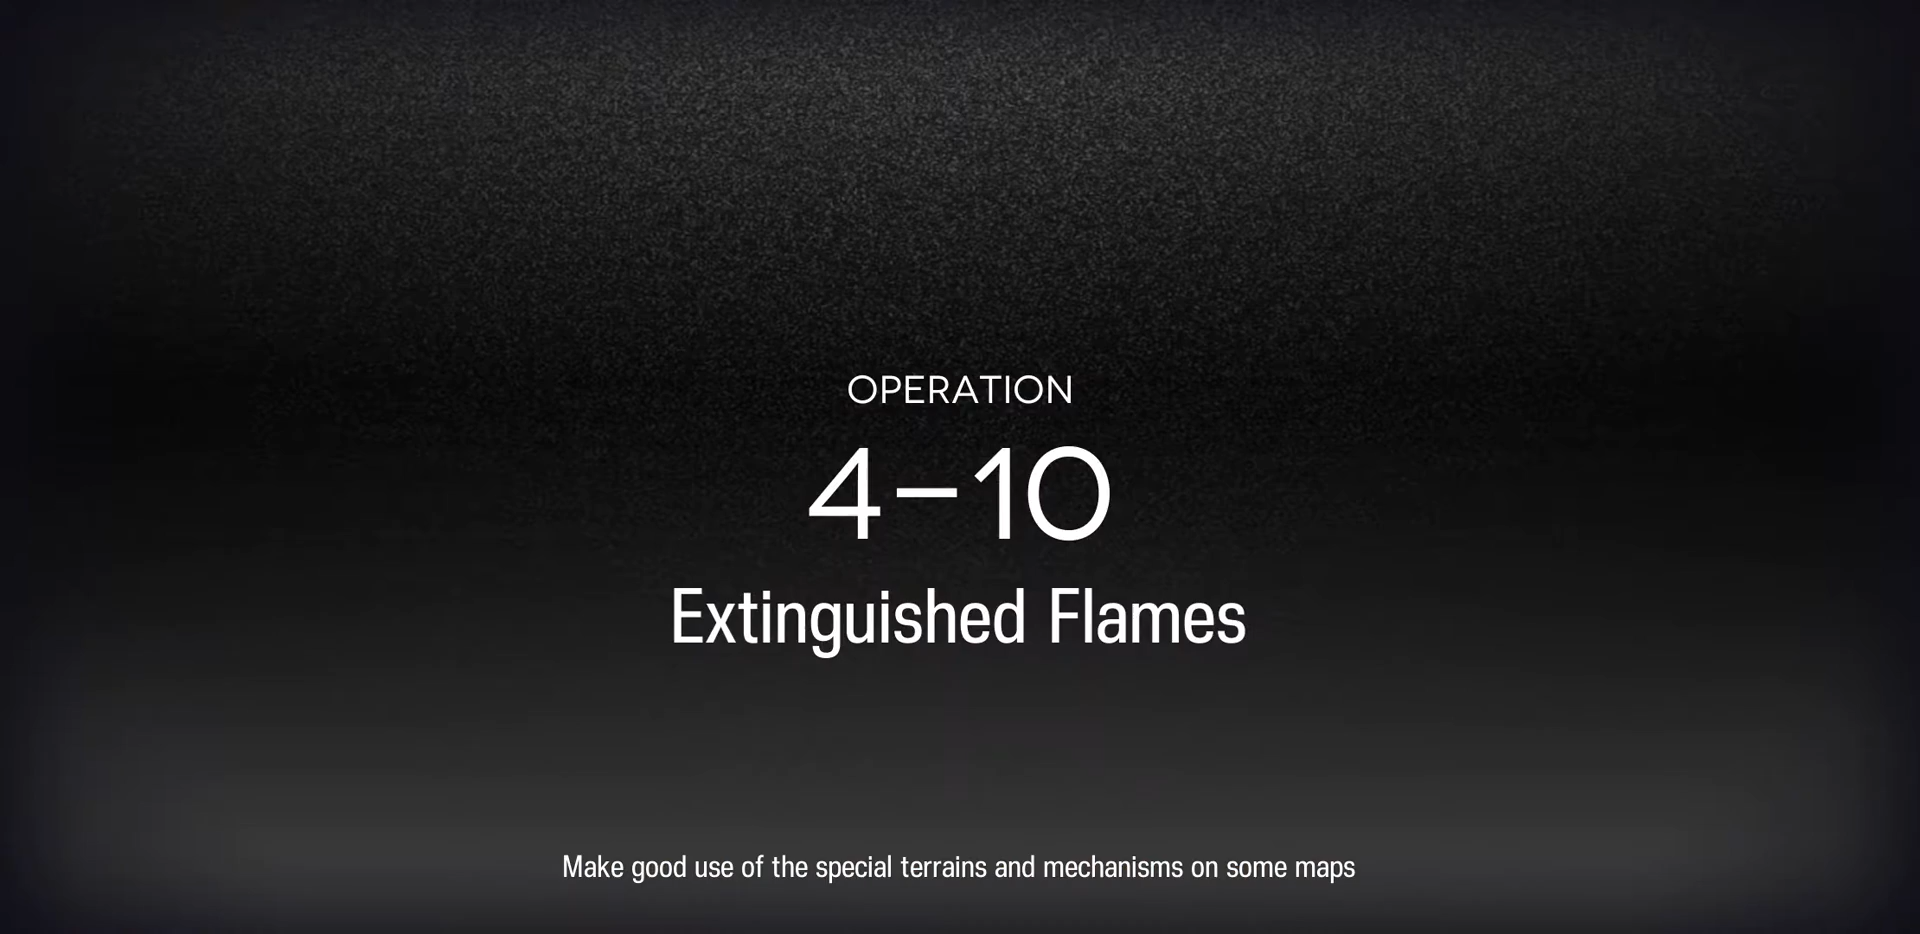 OPERATION
4-10
Extinguished Flames
Make good use of the special terrains and mechanisms on some maps